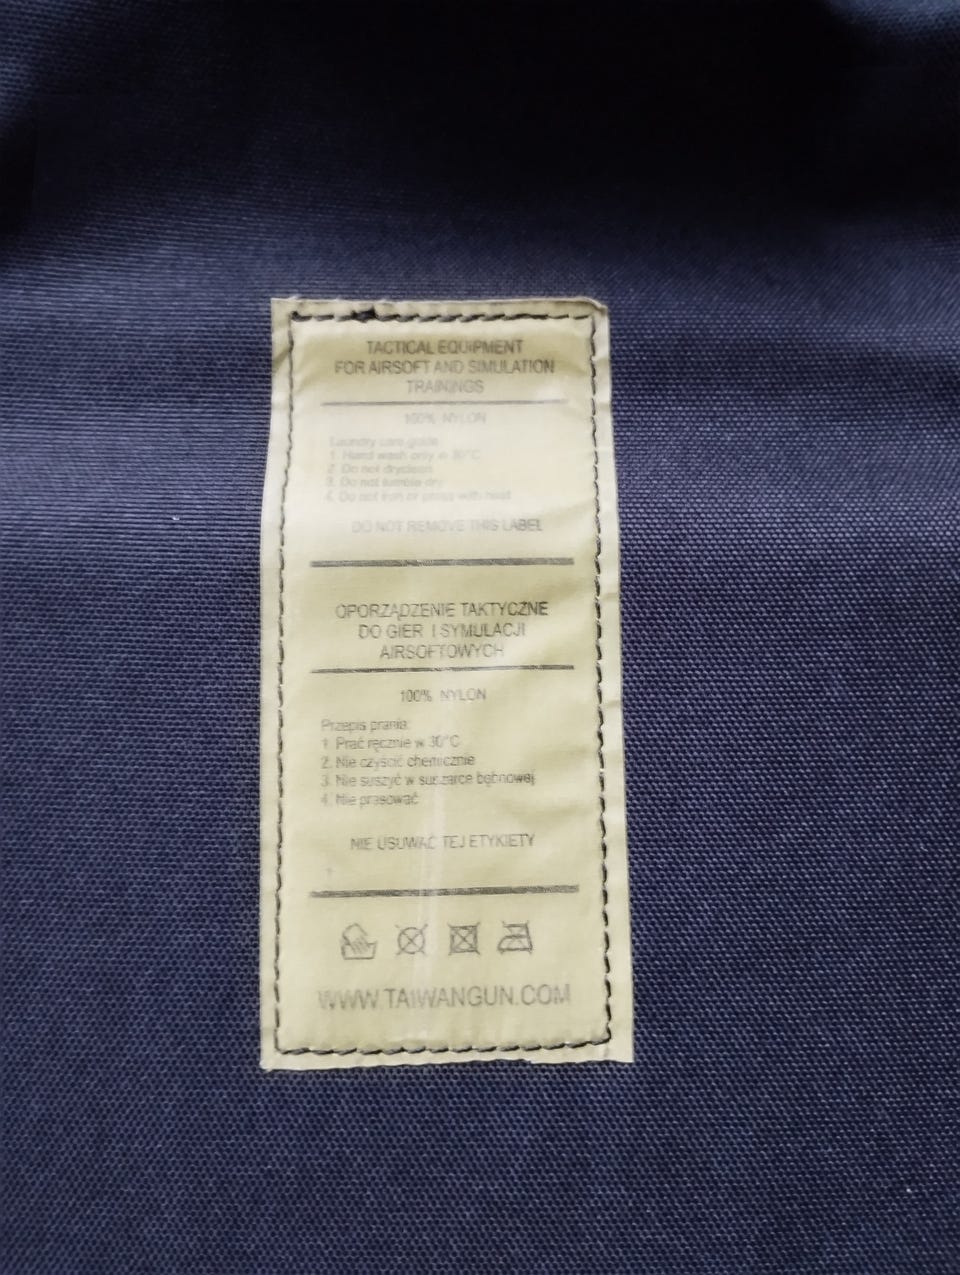 TACTICAL EQUIPMENT
FOR AIRSOFT AND SIMULATION
TRAININGS
100% NYLON
Laundry care guide
1. Hand wash only w 30°C
2. Do not dryclean
3. Do not tumble dry
4. Do not iron or press with heat
DO NOT REMOVE THIS LABEL
OPORZĄDZENIE TAKTYCZNE
DO GIER I SYMULACJI
AIRSOFTOWYCH
100% NYLON
Przepis prania:
1. Prać ręcznie w 30°C
2. Nie czyścić chemicznie
3. Nie suszyć w suszarce bębnowej
4. Nie prasować
NIE USUWAĆ TEJ ETYKIETY
WWW.TAIWANGUN.COM